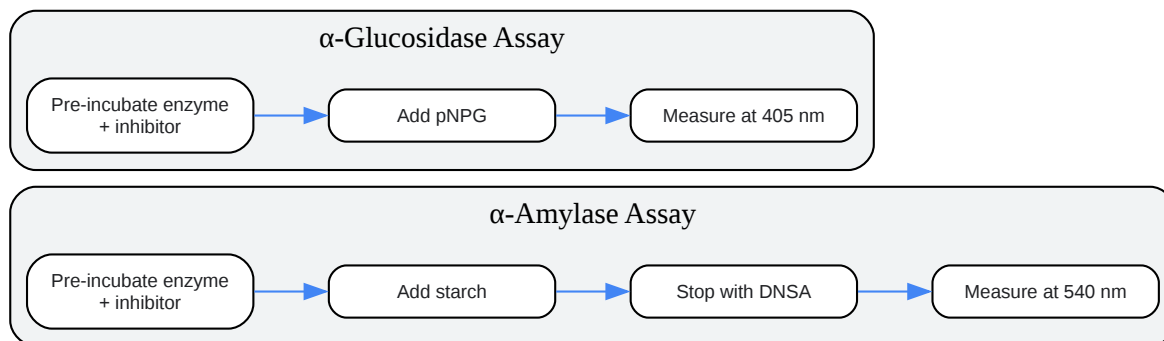 α-Glucosidase Assay
Pre-incubate enzyme
+ inhibitor
Add pNPG
Measure at 405 nm
α-Amylase Assay
Pre-incubate enzyme
+ inhibitor
Add starch
Stop with DNSA
Measure at 540 nm